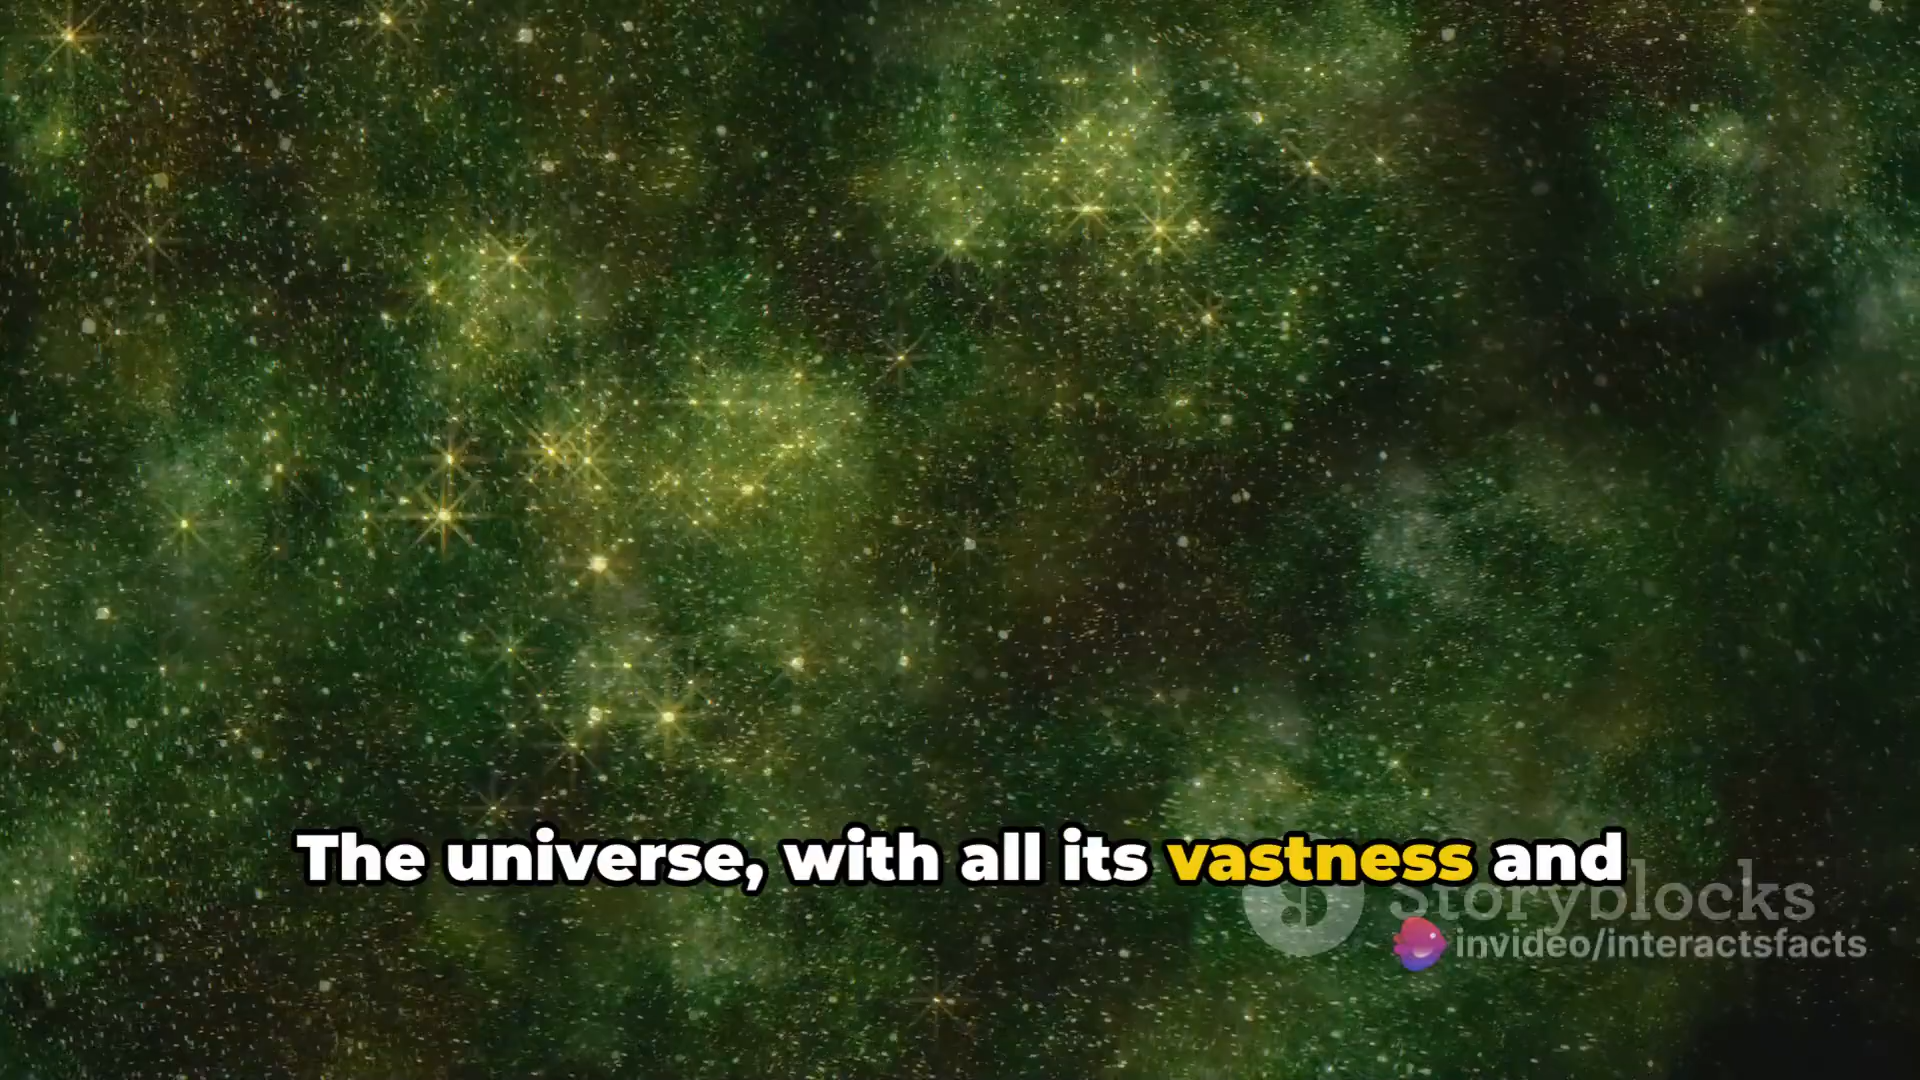 The universe, with all its vastness and
Storyblocks
invideo/interactsfacts